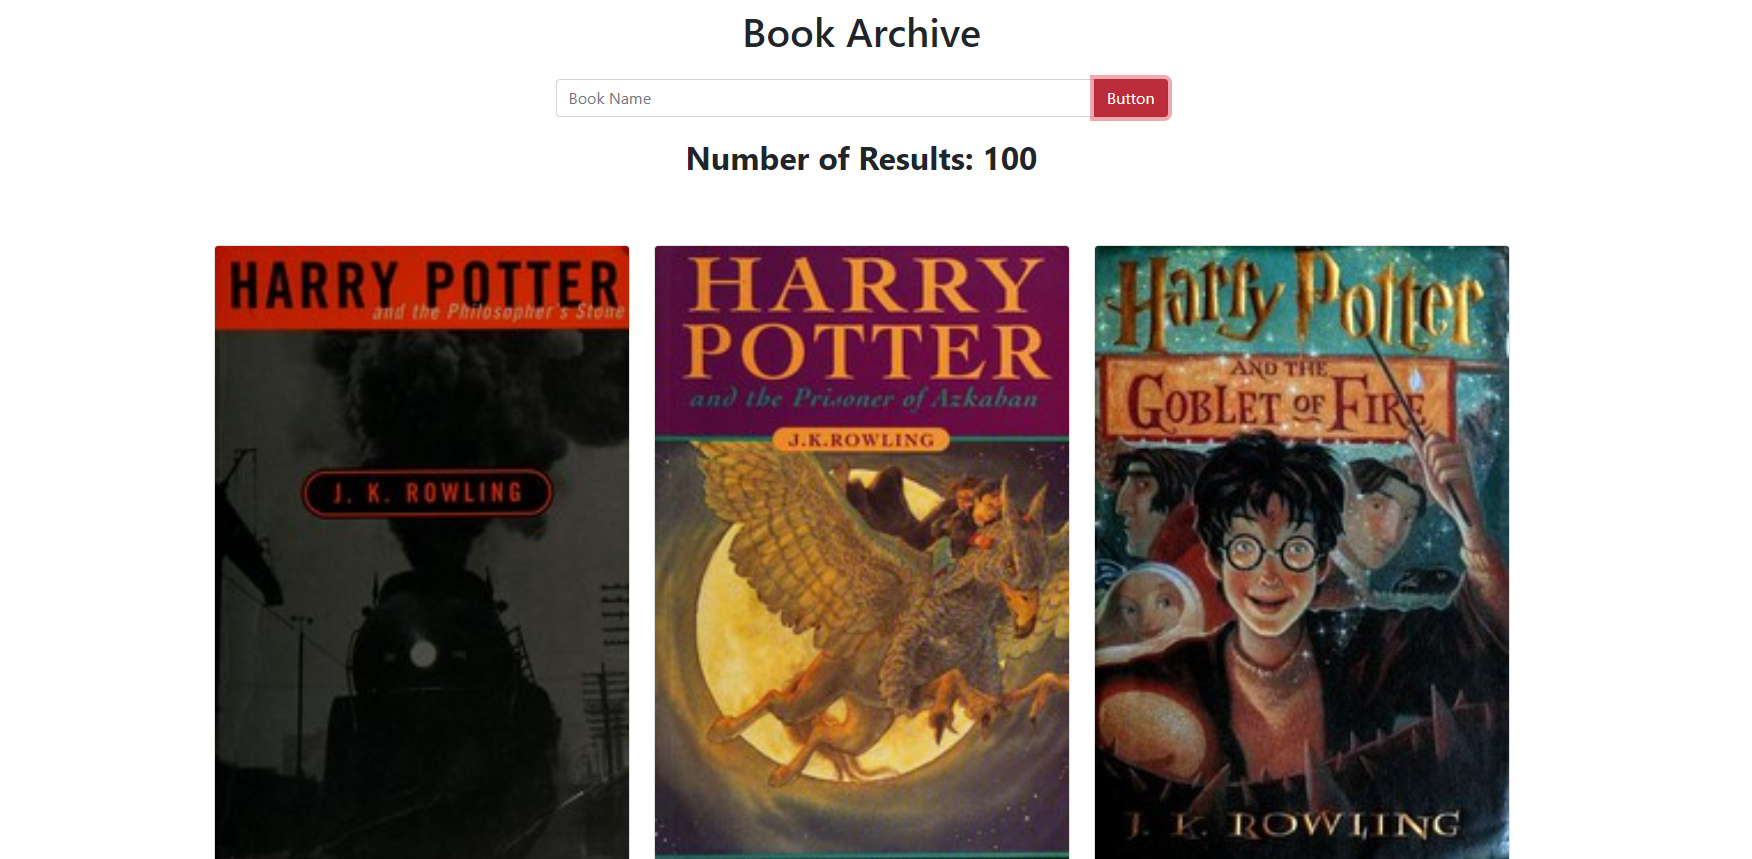 Book Archive
Book Name
Button
Number of Results: 100
HARRY POTTER
and the Philosopher's Stone
J. K. ROWLING
HARRY
POTTER
and the Prisoner of Azkaban
J.K.ROWLING
Harry Potter
AND THE
GOBLET OF FIRE
J. K. ROWLING